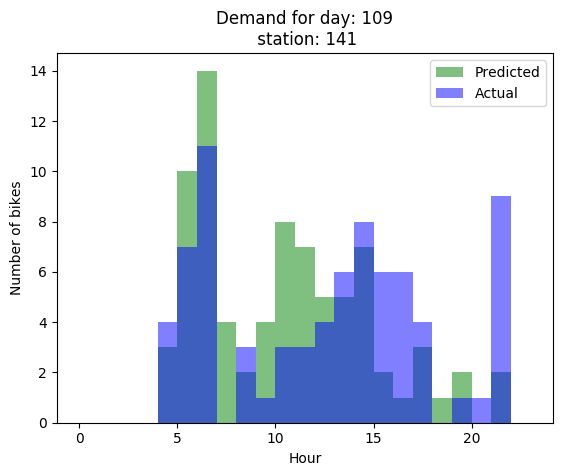 Demand for day: 109
station: 141
Predicted
Actual
Number of bikes
14
12
10
8
6
4
2
0
0
5
10
15
20
Hour